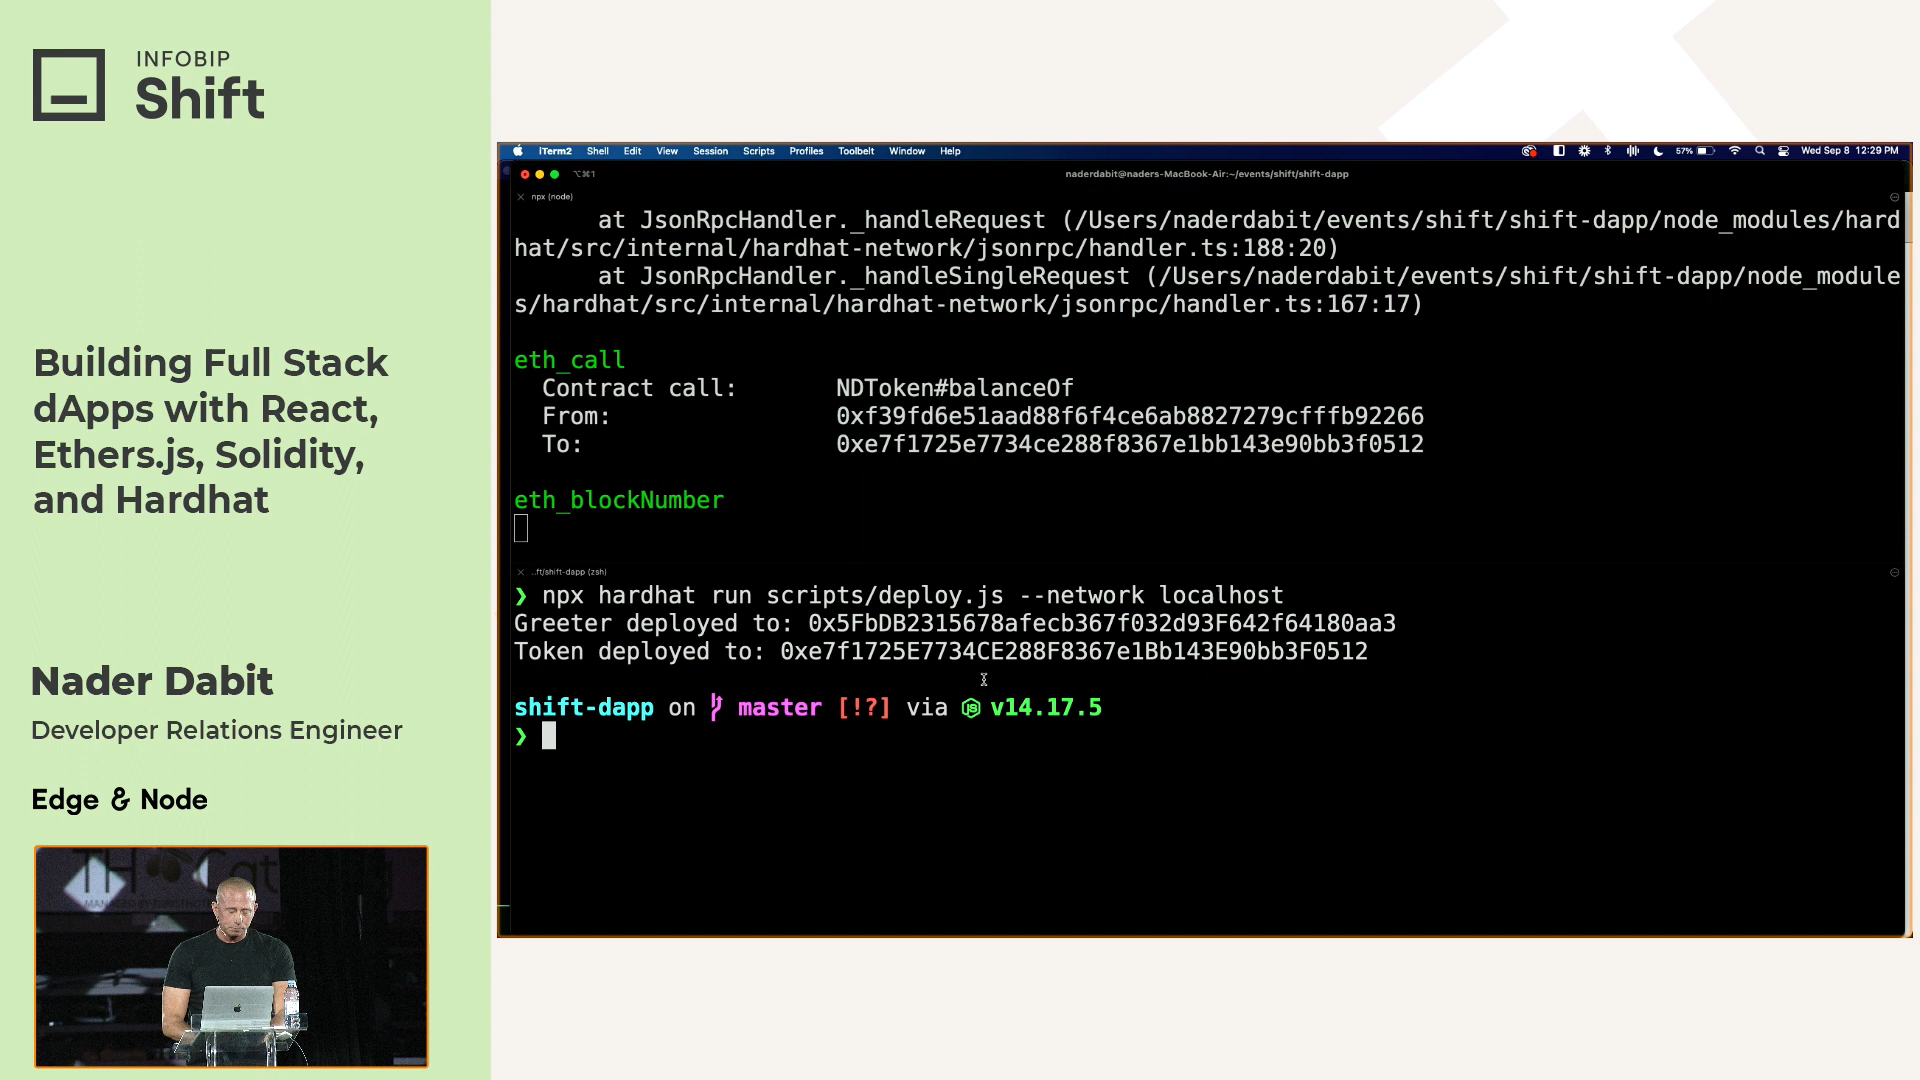 INFOBIP
Shift
Building Full Stack
dApps with React,
Ethers.js, Solidity,
and Hardhat
Nader Dabit
Developer Relations Engineer
Edge & Node
iTerm2 Shell Edit View Session Scripts Profiles Toolbelt Window Help 57% Wed Sep 8 12:29 PM
⌥⌘1 naderdabit@naders-MacBook-Air:~/events/shift/shift-dapp
npx (node)
at JsonRpcHandler._handleRequest (/Users/naderdabit/events/shift/shift-dapp/node_modules/hard
hat/src/internal/hardhat-network/jsonrpc/handler.ts:188:20)
at JsonRpcHandler._handleSingleRequest (/Users/naderdabit/events/shift/shift-dapp/node_module
s/hardhat/src/internal/hardhat-network/jsonrpc/handler.ts:167:17)
eth_call
Contract call: NDToken#balanceOf
From: 0xf39fd6e51aad88f6f4ce6ab8827279cfffb92266
To: 0xe7f1725e7734ce288f8367e1bb143e90bb3f0512
eth_blockNumber
..ft/shift-dapp (zsh)
❯ npx hardhat run scripts/deploy.js --network localhost
Greeter deployed to: 0x5FbDB2315678afecb367f032d93F642f64180aa3
Token deployed to: 0xe7f1725E7734CE288F8367e1Bb143E90bb3F0512
shift-dapp on master [!?] via v14.17.5
❯